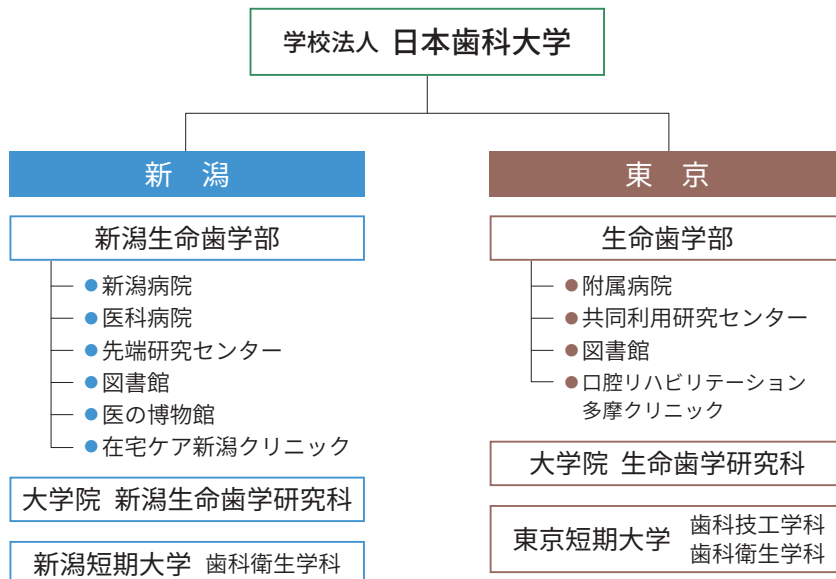 学校法人 日本歯科大学
新 潟
新潟生命歯学部
●新潟病院
●医科病院
●先端研究センター
●図書館
●医の博物館
●在宅ケア新潟クリニック
大学院 新潟生命歯学研究科
新潟短期大学 歯科衛生学科
東 京
生命歯学部
●附属病院
●共同利用研究センター
●図書館
●口腔リハビリテーション
多摩クリニック
大学院 生命歯学研究科
東京短期大学 歯科技工学科
歯科衛生学科